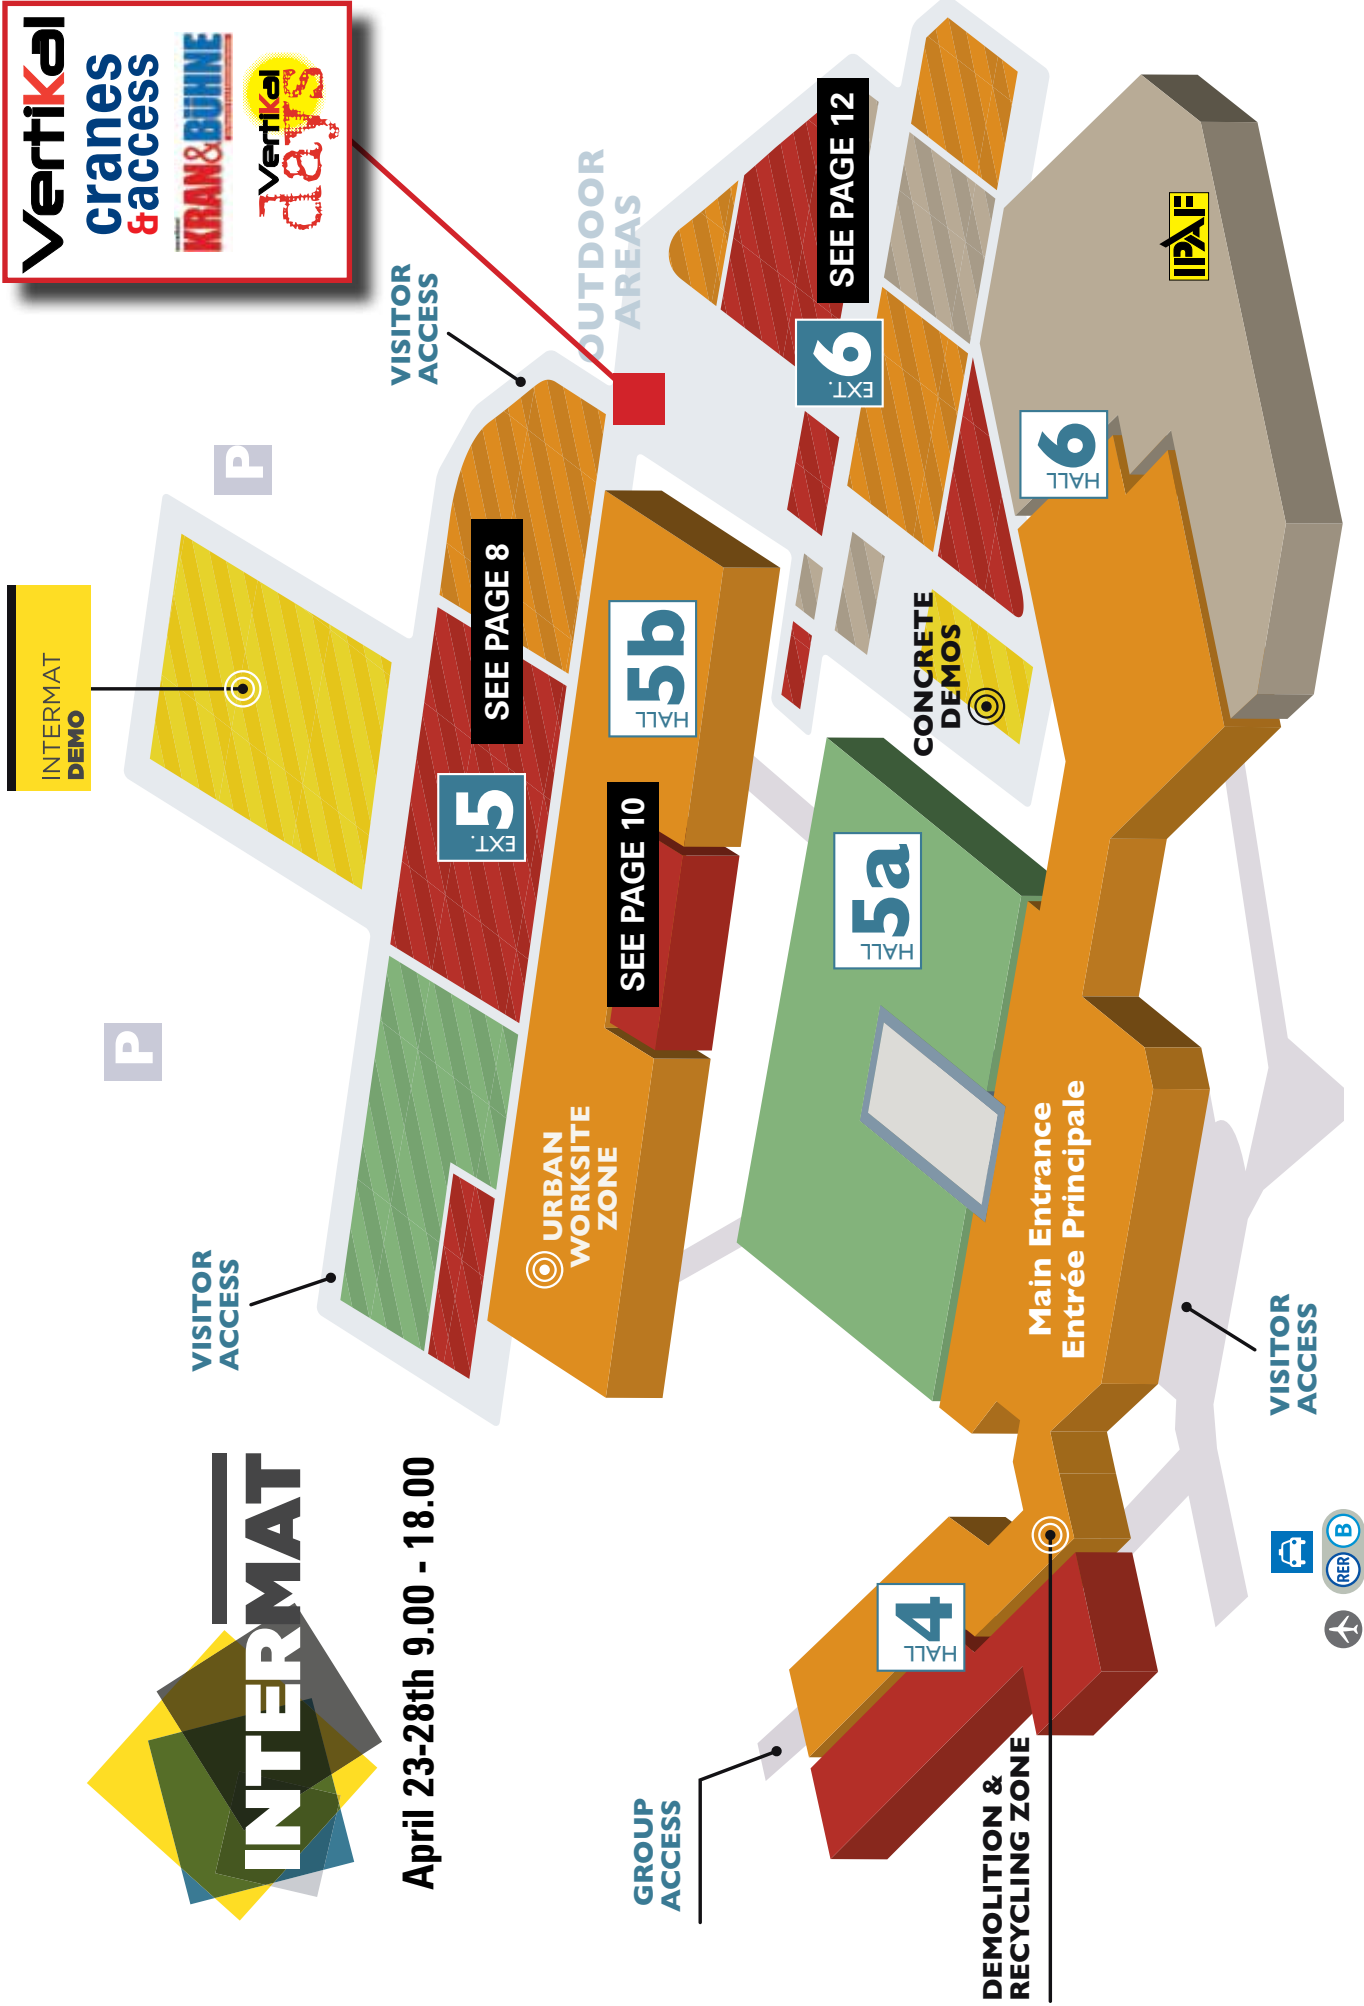 INTERMAT
April 23-28th 9.00 - 18.00
INTERMAT
DEMO
P
P
VertiKal
cranes
&access
KRAN&BÜHNE
VertiKal
days
VISITOR
ACCESS
VISITOR
ACCESS
OUTDOOR
AREAS
EXT. 5
SEE PAGE 8
URBAN
WORKSITE
ZONE
SEE PAGE 10
HALL 5b
EXT. 6
SEE PAGE 12
GROUP
ACCESS
HALL 4
HALL 5a
CONCRETE
DEMOS
HALL 6
IPAF
DEMOLITION &
RECYCLING ZONE
Main Entrance
Entrée Principale
VISITOR
ACCESS
RER B